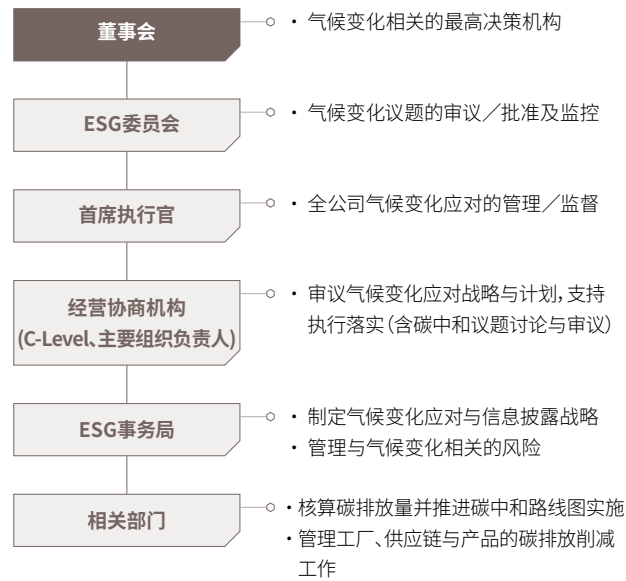 董事会
· 气候变化相关的最高决策机构
ESG委员会
· 气候变化议题的审议／批准及监控
首席执行官
· 全公司气候变化应对的管理／监督
经营协商机构
(C-Level、主要组织负责人)
· 审议气候变化应对战略与计划, 支持
执行落实 (含碳中和议题讨论与审议)
ESG事务局
· 制定气候变化应对与信息披露战略
· 管理与气候变化相关的风险
相关部门
· 核算碳排放量并推进碳中和路线图实施
· 管理工厂、供应链与产品的碳排放削减
工作